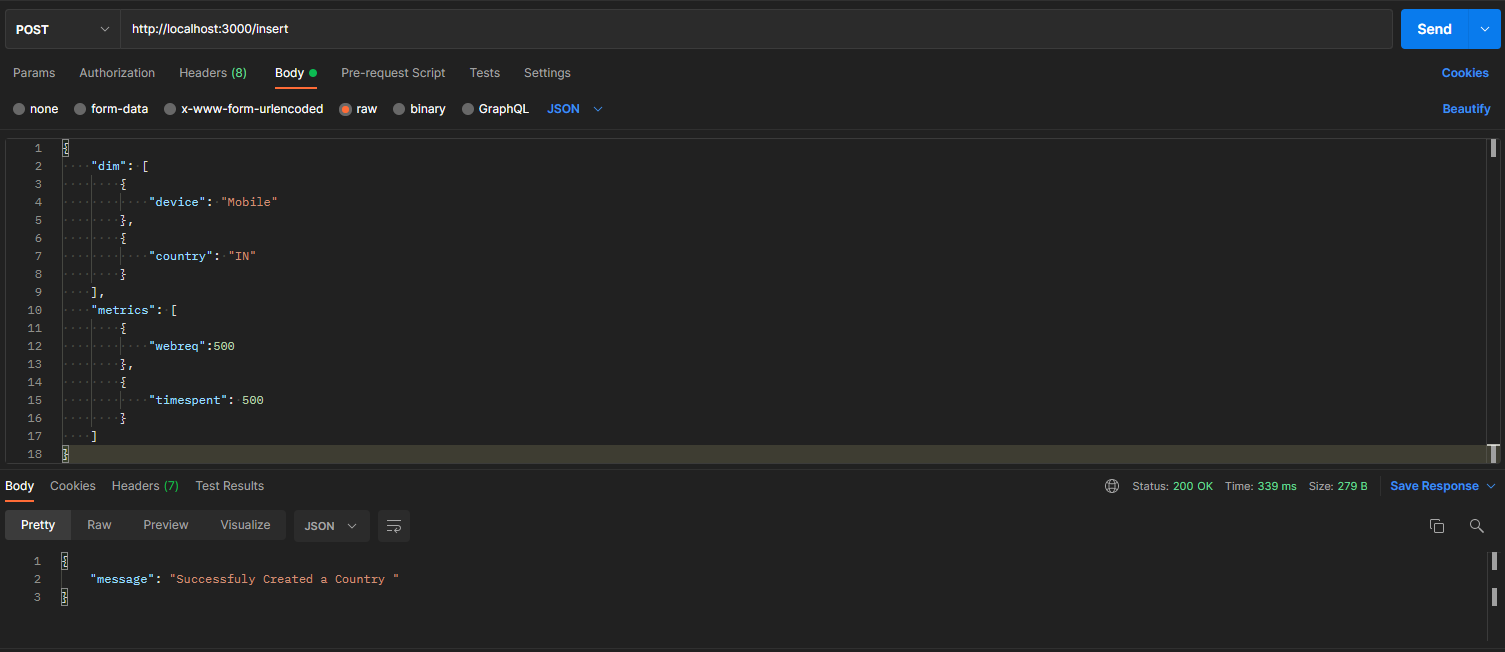 POST http://localhost:3000/insert Send
Params Authorization Headers (8) Body Pre-request Script Tests Settings Cookies
none form-data x-www-form-urlencoded raw binary GraphQL JSON Beautify
1 {
2 "dim": [
3 {
4 "device": "Mobile"
5 },
6 {
7 "country": "IN"
8 }
9 ],
10 "metrics": [
11 {
12 "webreq":500
13 },
14 {
15 "timespent": 500
16 }
17 ]
18 }
Body Cookies Headers (7) Test Results Status: 200 OK Time: 339 ms Size: 279 B Save Response
Pretty Raw Preview Visualize JSON
1 {
2 "message": "Successfuly Created a Country "
3 }